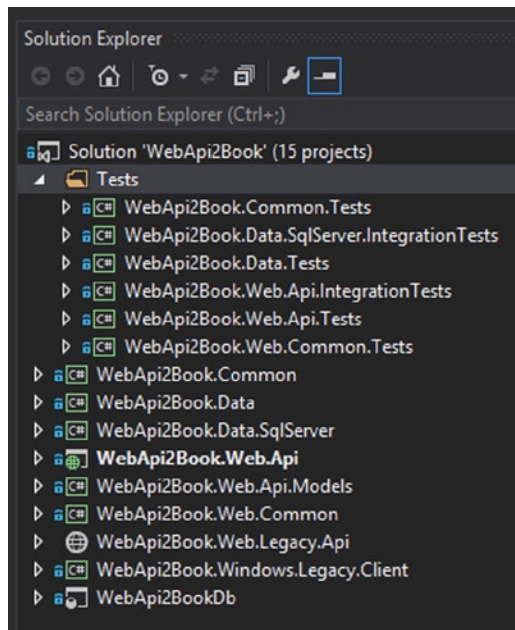 Solution Explorer
Search Solution Explorer (Ctrl+;)
Solution 'WebApi2Book' (15 projects)
Tests
C# WebApi2Book.Common.Tests
C# WebApi2Book.Data.SqlServer.IntegrationTests
C# WebApi2Book.Data.Tests
C# WebApi2Book.Web.Api.IntegrationTests
C# WebApi2Book.Web.Api.Tests
C# WebApi2Book.Web.Common.Tests
C# WebApi2Book.Common
C# WebApi2Book.Data
C# WebApi2Book.Data.SqlServer
WebApi2Book.Web.Api
C# WebApi2Book.Web.Api.Models
C# WebApi2Book.Web.Common
WebApi2Book.Web.Legacy.Api
C# WebApi2Book.Windows.Legacy.Client
WebApi2BookDb